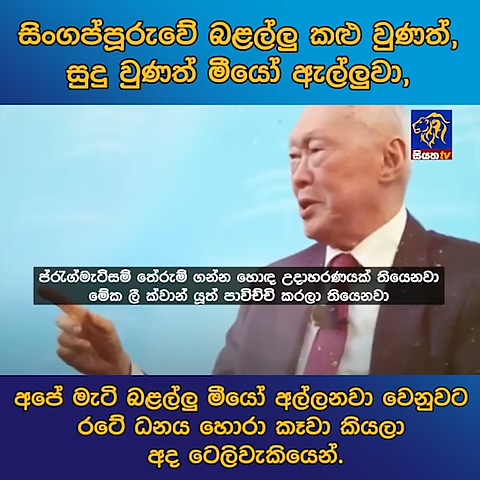 සිංගප්පූරුවේ බළල්ලු කළු වුණත්,
සුදු වුණත් මීයෝ ඇල්ලුවා,
සියත tv
ප්රැග්මැටිසම් තේරුම් ගන්න හොඳ උදාහරණයක් තියෙනවා
මේක ලී ක්වාන් යූත් පාවිච්චි කරලා තියෙනවා
අපේ මැටි බළල්ලු මීයෝ අල්ලනවා වෙනුවට
රටේ ධනය හොරා කෑවා කියලා
අද ටෙලිවැකියෙන්.